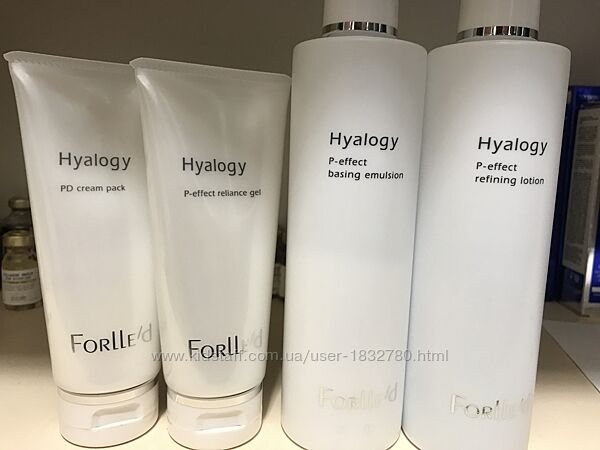 Hyalogy
PD cream pack
Forlle'd
Hyalogy
P-effect reliance gel
Forlle'd
Hyalogy
P-effect
basing emulsion
Forlle'd
Hyalogy
P-effect
refining lotion
Forlle'd
www.kidstaff.com.ua/user-1832780.html